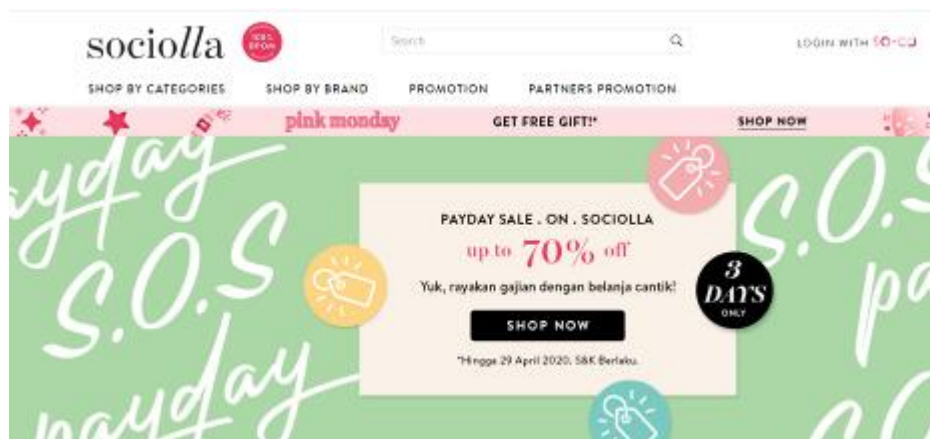 sociolla
100% BPOM
Search
LOGIN WITH SO-CO
SHOP BY CATEGORIES SHOP BY BRAND PROMOTION PARTNERS PROMOTION
pink monday GET FREE GIFT!* SHOP NOW
payday
S.O.S
payday
PAYDAY SALE . ON . SOCIOLLA
up to 70% off*
Yuk, rayakan gajian dengan belanja cantik!
SHOP NOW
*Hingga 29 April 2020. S&K Berlaku.
3
DAYS
ONLY
S.O.S
pa